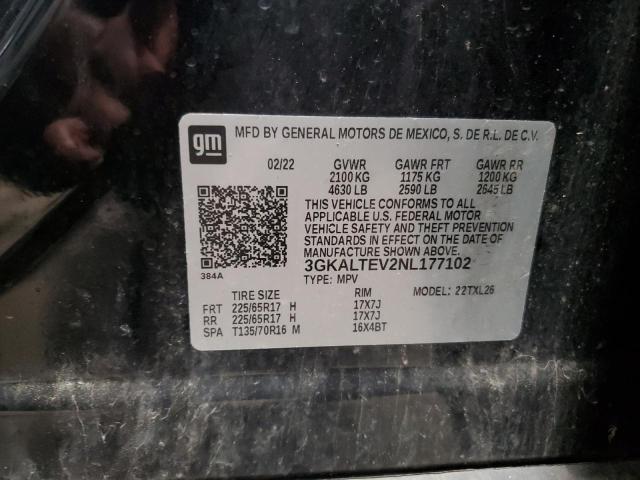 gm MFD BY GENERAL MOTORS DE MEXICO, S. DE R.L. DE C.V.
02/22 GVWR GAWR FRT GAWR RR
2100 KG 1175 KG 1200 KG
4630 LB 2590 LB 2645 LB
THIS VEHICLE CONFORMS TO ALL
APPLICABLE U.S. FEDERAL MOTOR
VEHICLE SAFETY AND THEFT PREVENTION
STANDARDS IN EFFECT ON THE DATE OF
MANUFACTURE SHOWN ABOVE.
3GKALTEV2NL177102
384A
TYPE: MPV
TIRE SIZE RIM MODEL: 22TXL26
FRT 225/65R17 H 17X7J
RR 225/65R17 H 17X7J
SPA T135/70R16 M 16X4BT